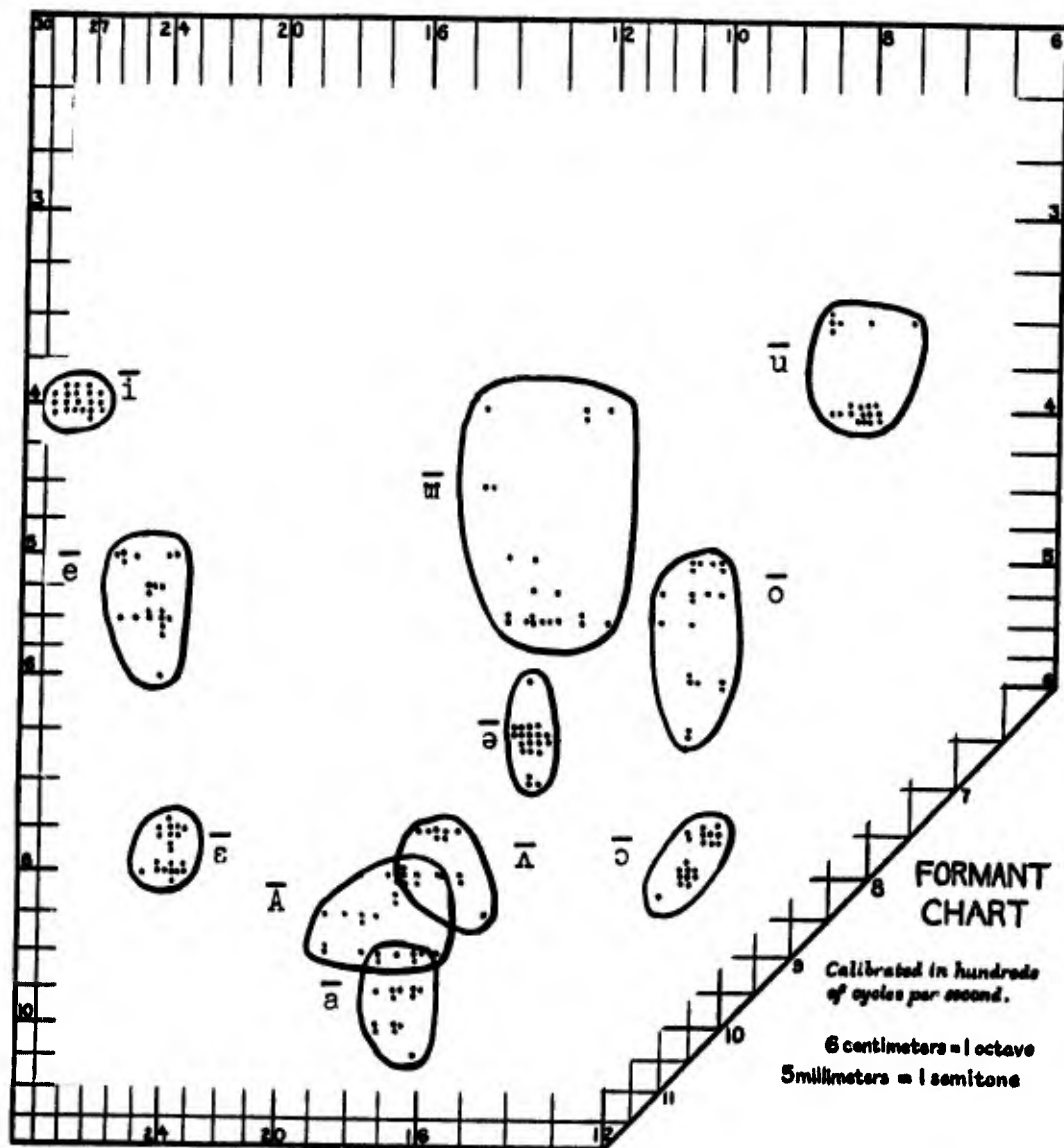 30 27 24 20 16 12 10 8 6
3 3
i̅ u̅
4 4
ɯ̅
5 5
e̅ o̅
6 6
ə̅
7
ɛ̅ ʌ̅ ɔ̅
8 8
A̅
FORMANT
CHART
9
a̅
Calibrated in hundreds
of cycles per second.
10 10
6 centimeters = 1 octave
5 millimeters = 1 semitone
11
24 20 16 12